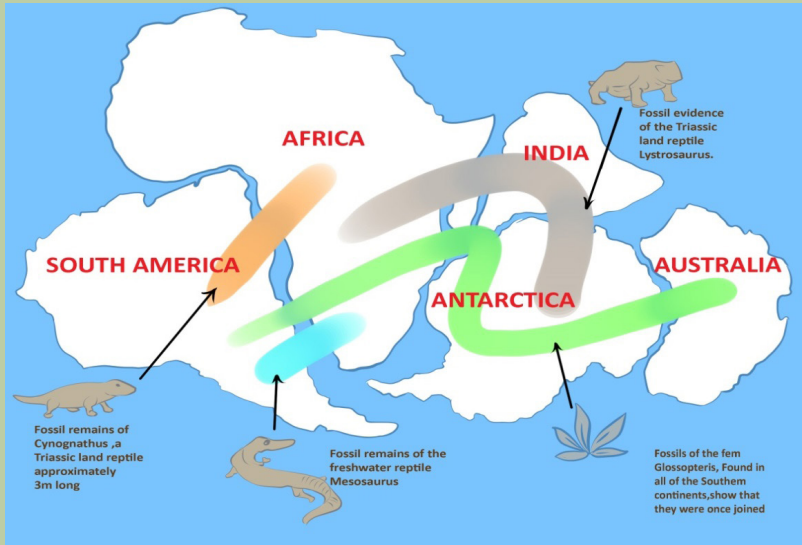 AFRICA
INDIA
SOUTH AMERICA
ANTARCTICA
AUSTRALIA
Fossil evidence
of the Triassic
land reptile
Lystrosaurus.
Fossil remains of
Cynognathus ,a
Triassic land reptile
approximately
3m long
Fossil remains of the
freshwater reptile
Mesosaurus
Fossils of the fem
Glossopteris, Found in
all of the Southem
continents,show that
they were once joined